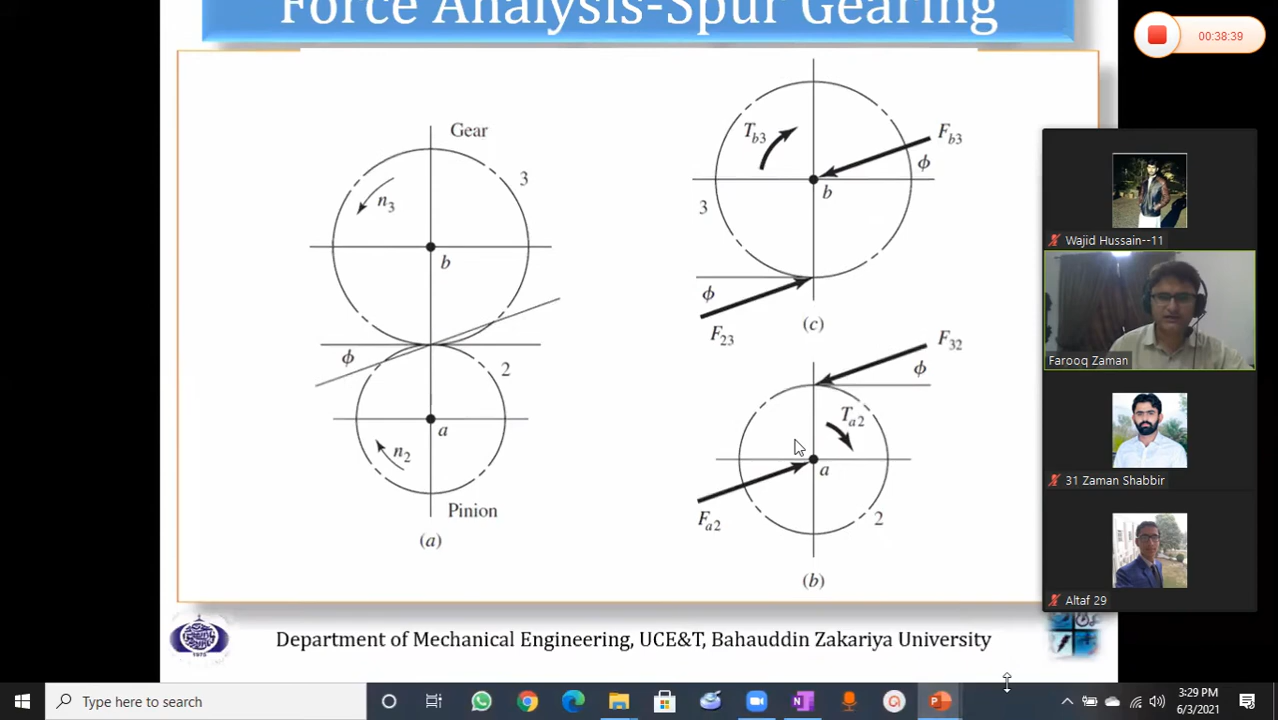 Force Analysis-Spur Gearing
00:38:39
Gear
3
n3
b
ϕ
2
a
n2
Pinion
(a)
Tb3
Fb3
ϕ
b
3
ϕ
F23
(c)
F32
ϕ
Ta2
a
Fa2
2
(b)
Wajid Hussain--11
Farooq Zaman
31 Zaman Shabbir
Altaf 29
Department of Mechanical Engineering, UCE&T, Bahauddin Zakariya University
1975
Type here to search
3:29 PM
6/3/2021